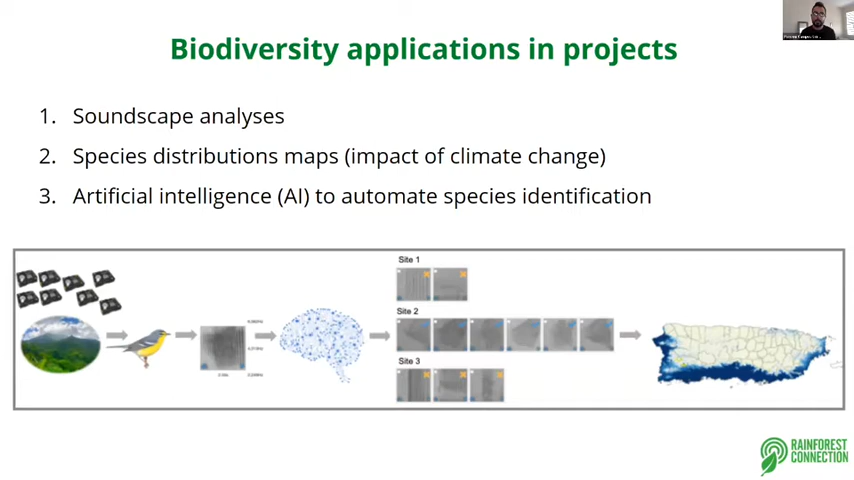 Biodiversity applications in projects
1. Soundscape analyses
2. Species distributions maps (impact of climate change)
3. Artificial intelligence (AI) to automate species identification
Site 1
Site 2
Site 3
RAINFOREST
CONNECTION